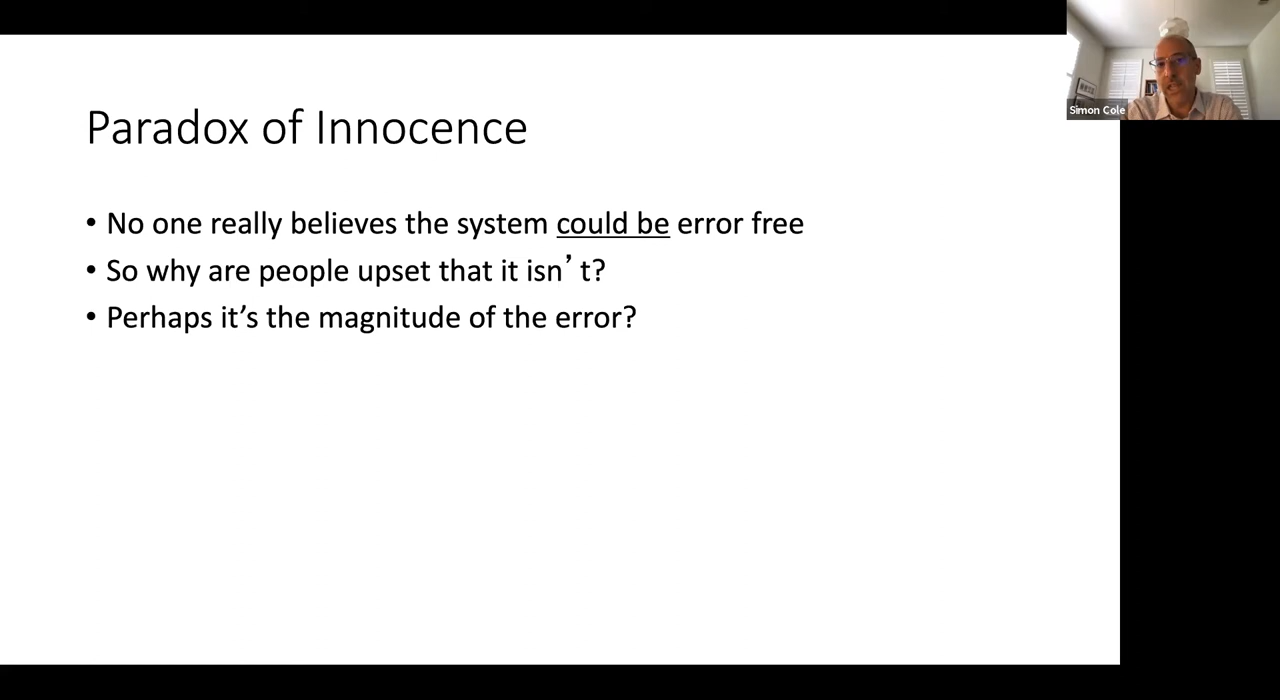 Paradox of Innocence
• No one really believes the system could be error free
• So why are people upset that it isn’ t?
• Perhaps it’s the magnitude of the error?
Simon Cole